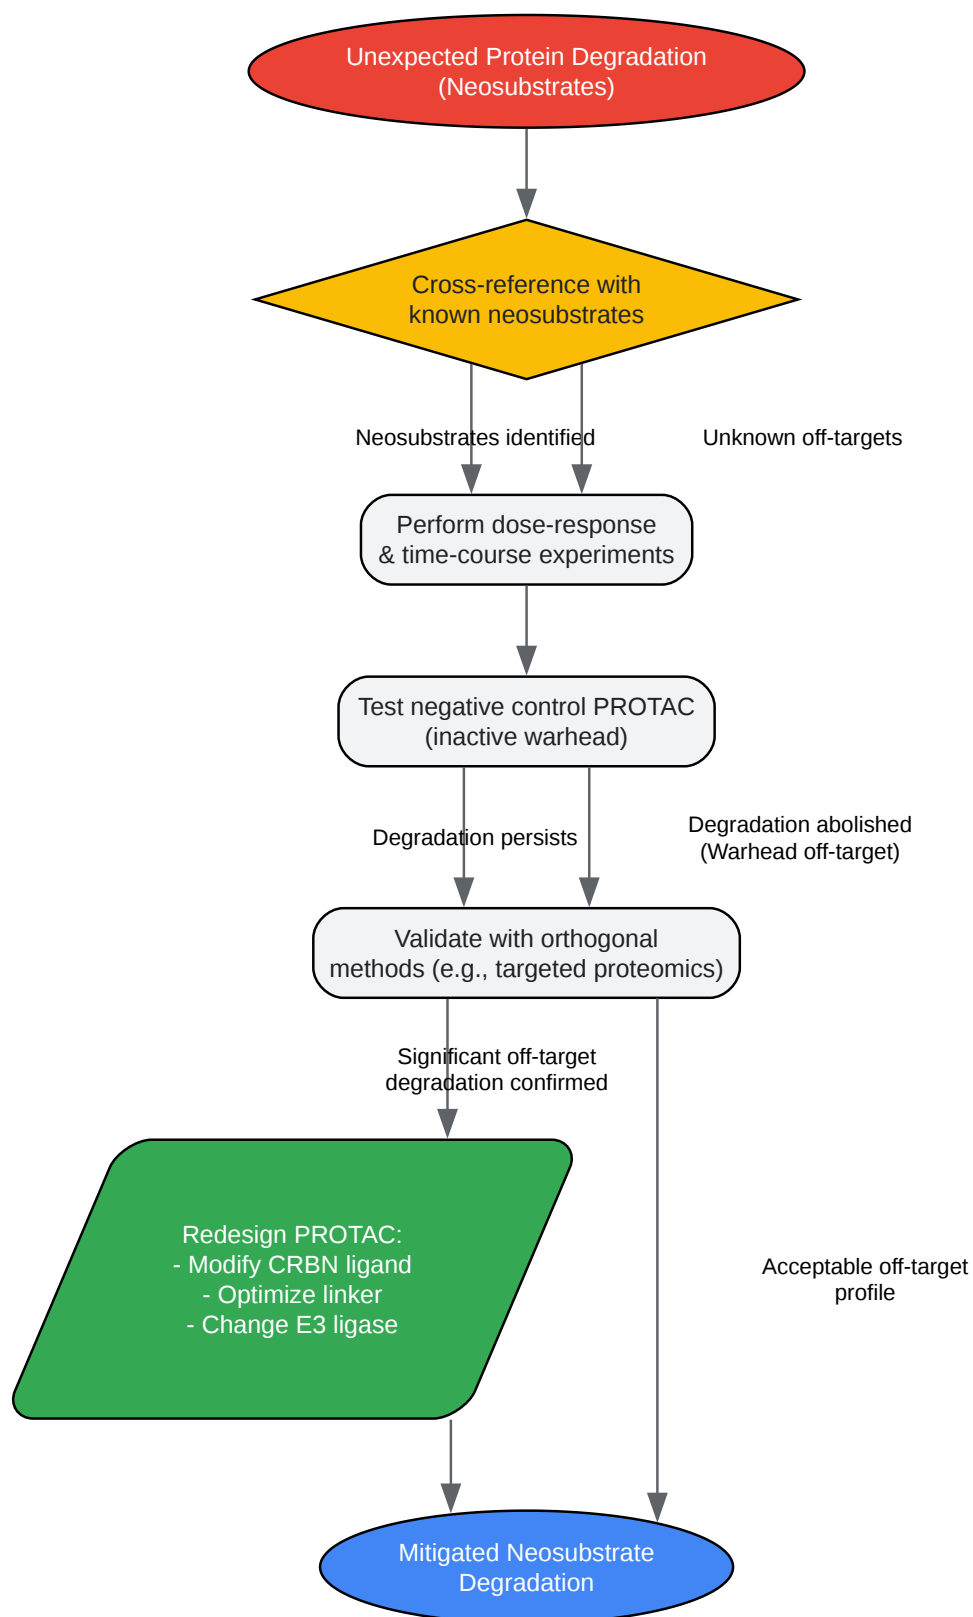 Unexpected Protein Degradation
(Neosubstrates)
Cross-reference with
known neosubstrates
Neosubstrates identified
Unknown off-targets
Perform dose-response
& time-course experiments
Test negative control PROTAC
(inactive warhead)
Degradation persists
Degradation abolished
(Warhead off-target)
Validate with orthogonal
methods (e.g., targeted proteomics)
Significant off-target
degradation confirmed
Redesign PROTAC:
- Modify CRBN ligand
- Optimize linker
- Change E3 ligase
Acceptable off-target
profile
Mitigated Neosubstrate
Degradation